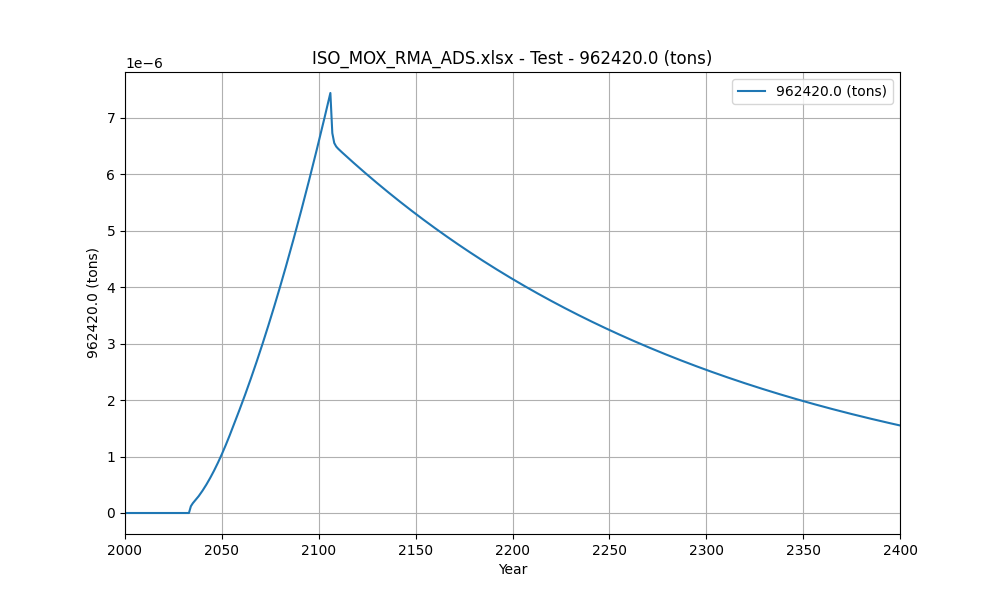 ISO_MOX_RMA_ADS.xlsx - Test - 962420.0 (tons)
1e−6
962420.0 (tons)
7
6
5
4
3
2
1
0
962420.0 (tons)
2000 2050 2100 2150 2200 2250 2300 2350 2400
Year